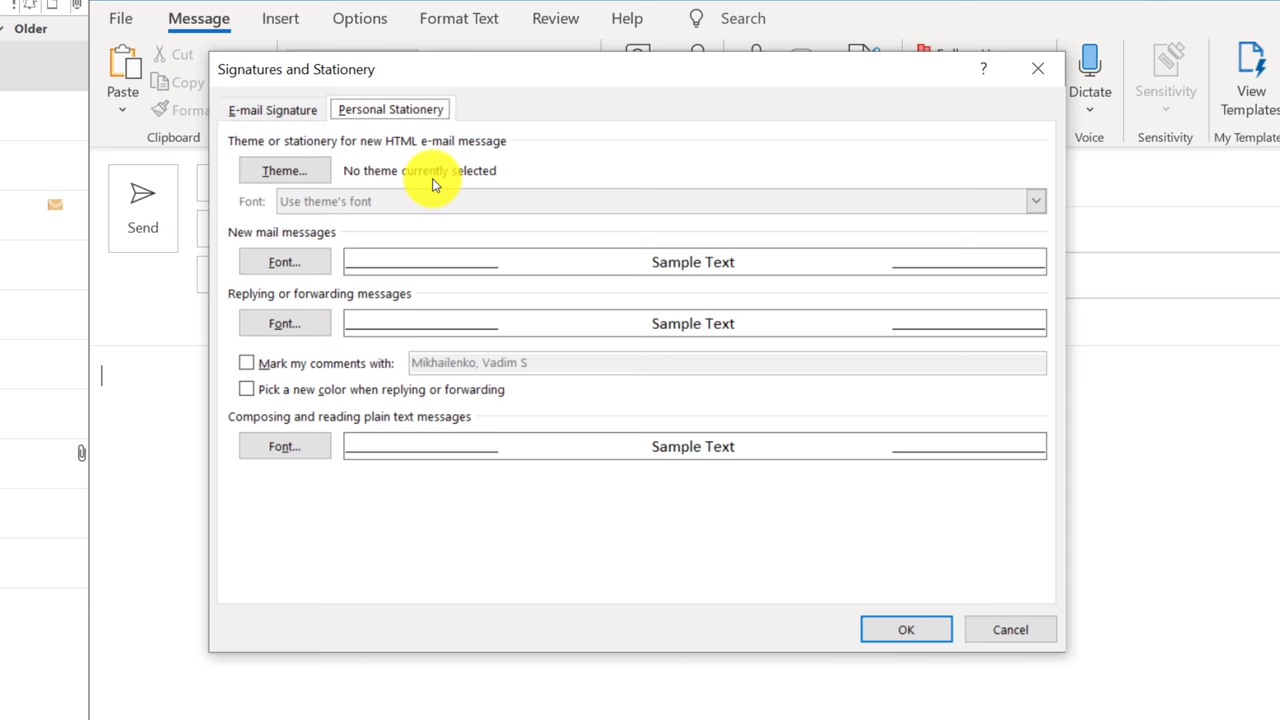 Older
File Message Insert Options Format Text Review Help Search
Paste
Cut
Copy
Clipboard
Dictate
Voice
Sensitivity
Sensitivity
View
Templates
My Template
Send
Signatures and Stationery
E-mail Signature Personal Stationery
Theme or stationery for new HTML e-mail message
Theme... No theme currently selected
Font: Use theme's font
New mail messages
Font... Sample Text
Replying or forwarding messages
Font... Sample Text
Mark my comments with: Mikhailenko, Vadim S
Pick a new color when replying or forwarding
Composing and reading plain text messages
Font... Sample Text
OK Cancel